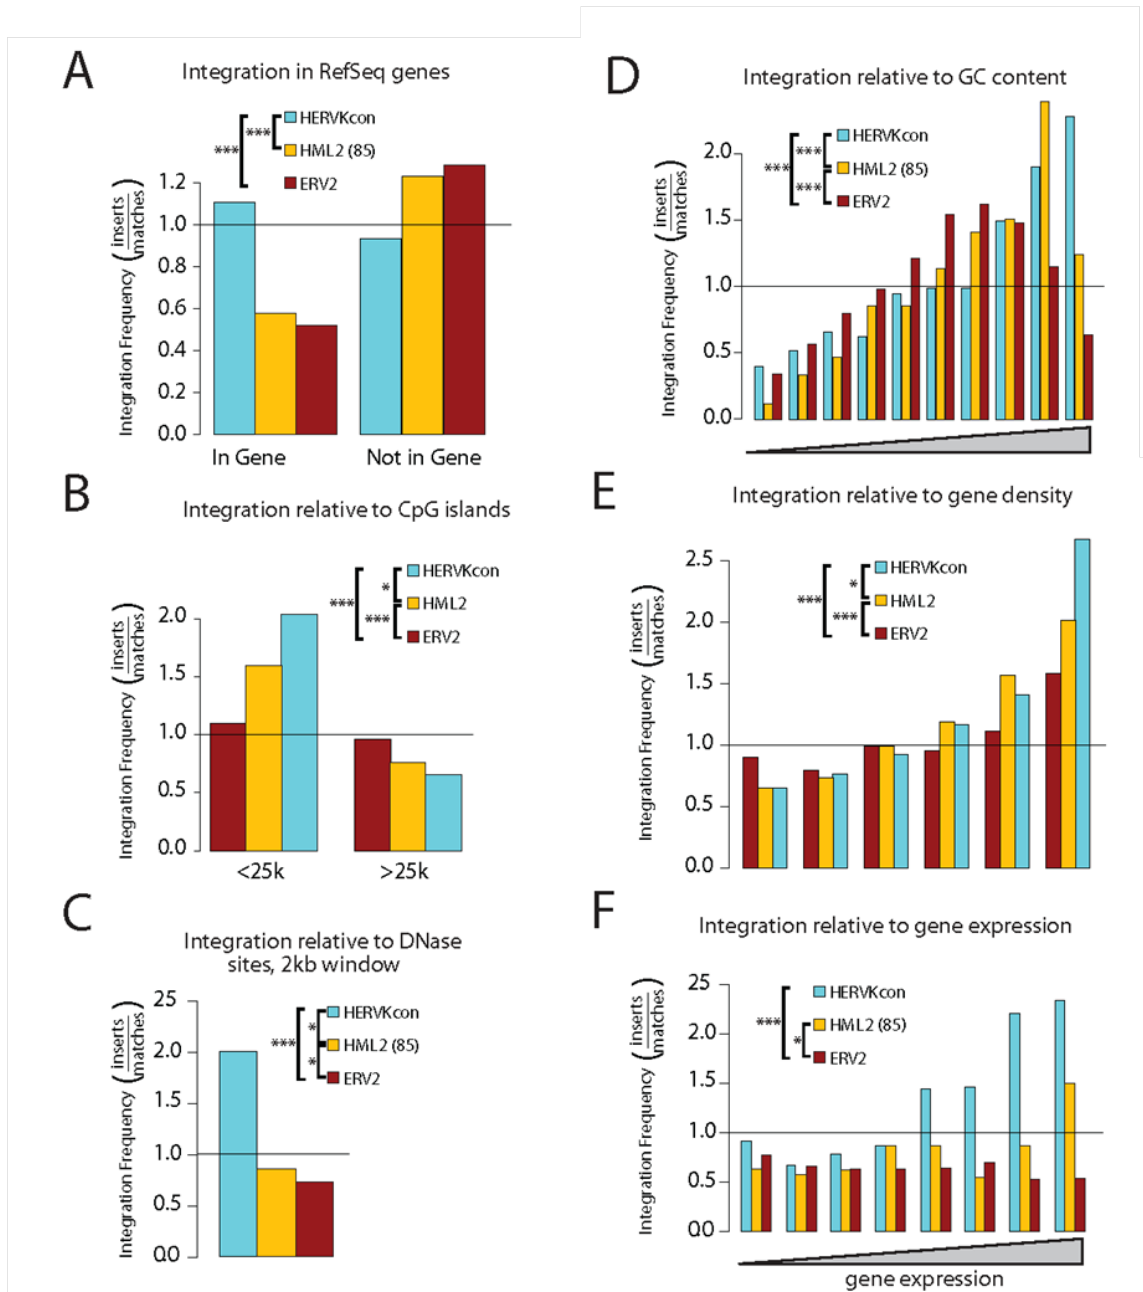 A
Integration in RefSeq genes
HERVKcon
HML2 (85)
ERV2
***
***
Integration Frequency (inserts/matches)
1.2
1.0
0.8
0.6
0.4
0.2
0.0
In Gene
Not in Gene
B
Integration relative to CpG islands
HERVKcon
HML2
ERV2
*
***
***
Integration Frequency (inserts/matches)
2.0
1.5
1.0
0.5
0.0
<25k
>25k
C
Integration relative to DNase
sites, 2kb window
HERVKcon
HML2 (85)
ERV2
*
***
*
Integration Frequency (inserts/matches)
25
2.0
1.5
1.0
0.5
0.0
D
Integration relative to GC content
HERVKcon
HML2 (85)
ERV2
***
***
***
Integration Frequency (inserts/matches)
2.0
1.5
1.0
0.5
0.0
E
Integration relative to gene density
HERVKcon
HML2
ERV2
*
***
***
Integration Frequency (inserts/matches)
2.5
2.0
1.5
1.0
0.5
0.0
F
Integration relative to gene expression
HERVKcon
HML2 (85)
ERV2
***
*
Integration Frequency (inserts/matches)
25
2.0
1.5
1.0
0.5
0.0
gene expression